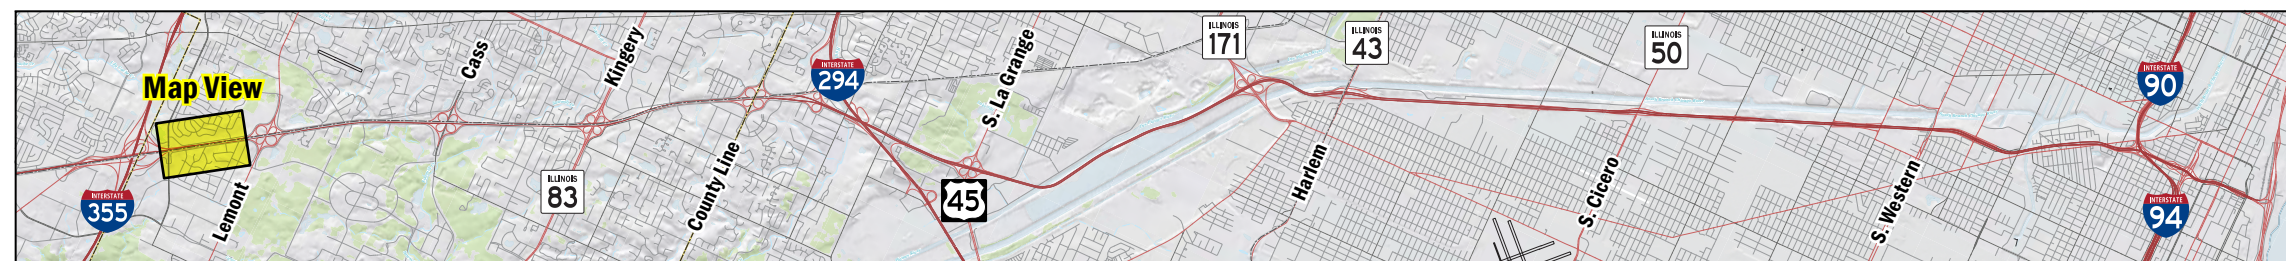 Map View
INTERSTATE
355
Lemont
Cass
ILLINOIS
83
Kingery
County Line
INTERSTATE
294
45
S. La Grange
ILLINOIS
171
Harlem
ILLINOIS
43
S. Cicero
ILLINOIS
50
S. Western
INTERSTATE
90
INTERSTATE
94